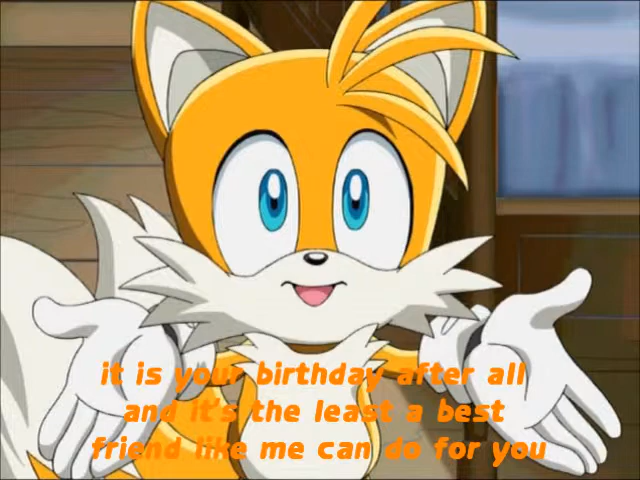 it is your birthday after all
and it's the least a best
friend like me can do for you